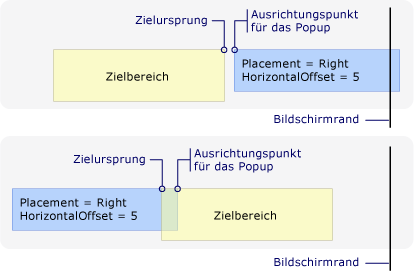 Zielursprung
Ausrichtungspunkt
für das Popup
Zielbereich
Placement = Right
HorizontalOffset = 5
Bildschirmrand
Zielursprung
Ausrichtungspunkt
für das Popup
Placement = Right
HorizontalOffset = 5
Zielbereich
Bildschirmrand